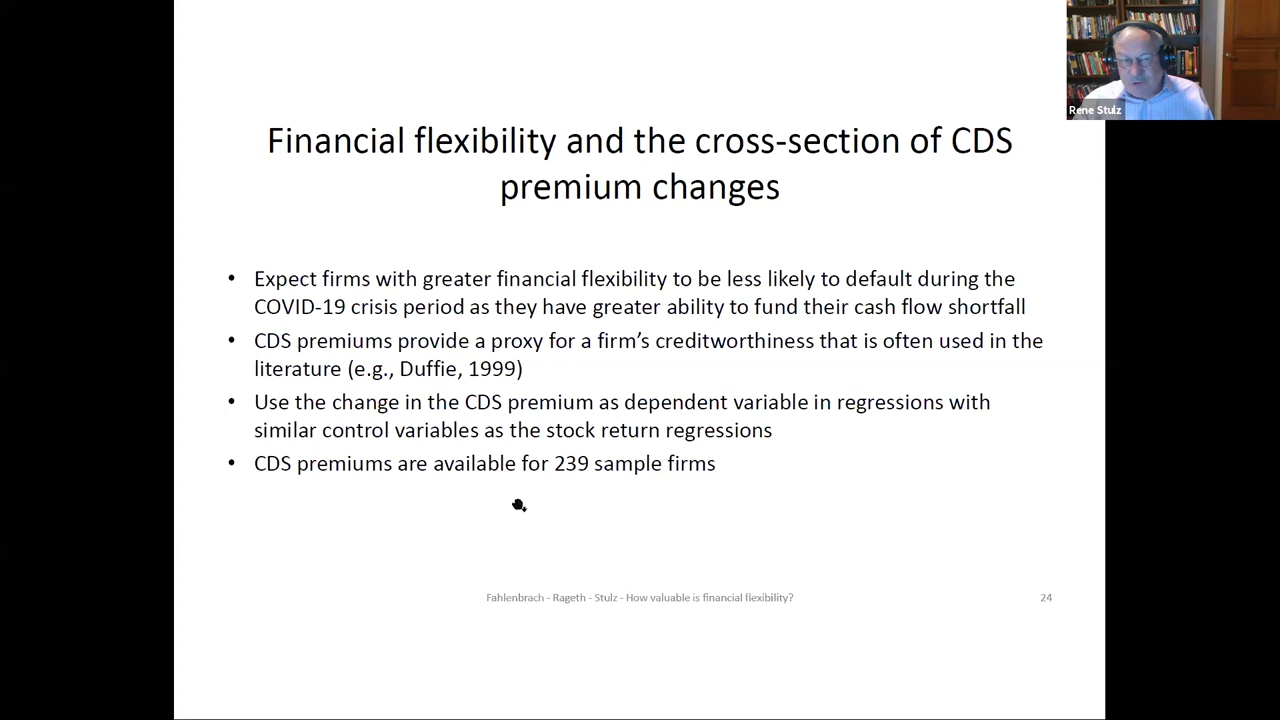 Rene Stulz
Financial flexibility and the cross-section of CDS
premium changes
• Expect firms with greater financial flexibility to be less likely to default during the
COVID-19 crisis period as they have greater ability to fund their cash flow shortfall
• CDS premiums provide a proxy for a firm’s creditworthiness that is often used in the
literature (e.g., Duffie, 1999)
• Use the change in the CDS premium as dependent variable in regressions with
similar control variables as the stock return regressions
• CDS premiums are available for 239 sample firms
Fahlenbrach - Rageth - Stulz - How valuable is financial flexibility?
24